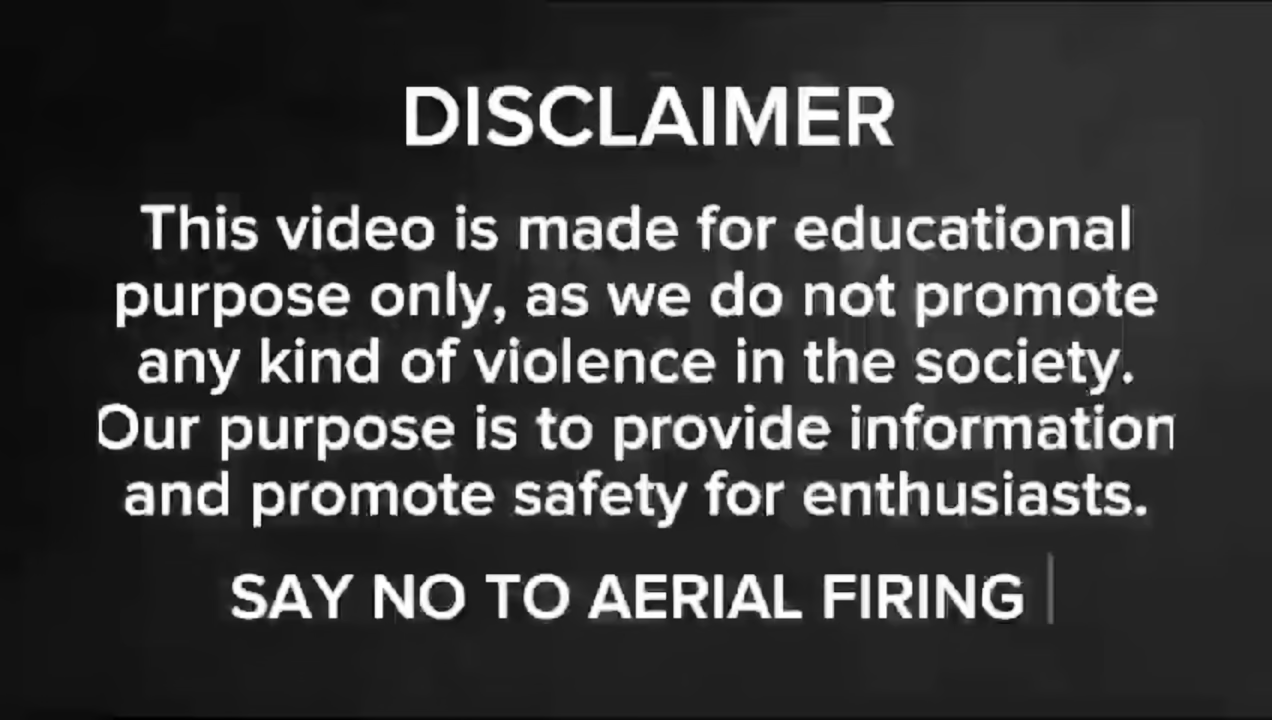 DISCLAIMER
This video is made for educational
purpose only, as we do not promote
any kind of violence in the society.
Our purpose is to provide information
and promote safety for enthusiasts.
SAY NO TO AERIAL FIRING